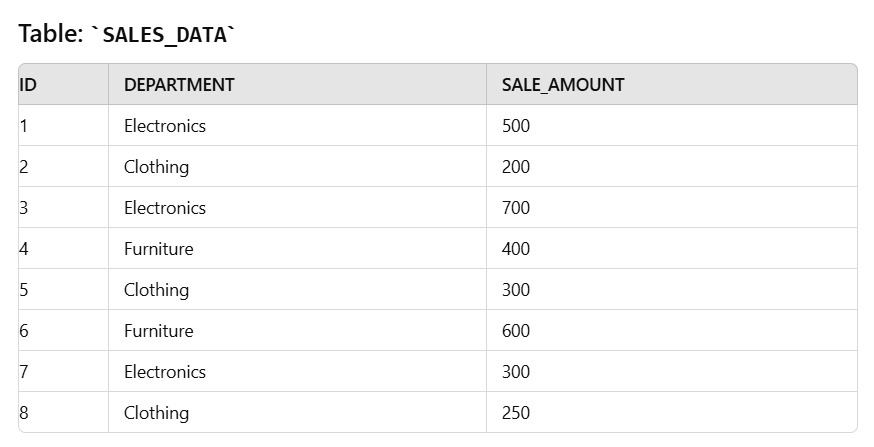 Table: `SALES_DATA`
ID DEPARTMENT SALE_AMOUNT
1 Electronics 500
2 Clothing 200
3 Electronics 700
4 Furniture 400
5 Clothing 300
6 Furniture 600
7 Electronics 300
8 Clothing 250